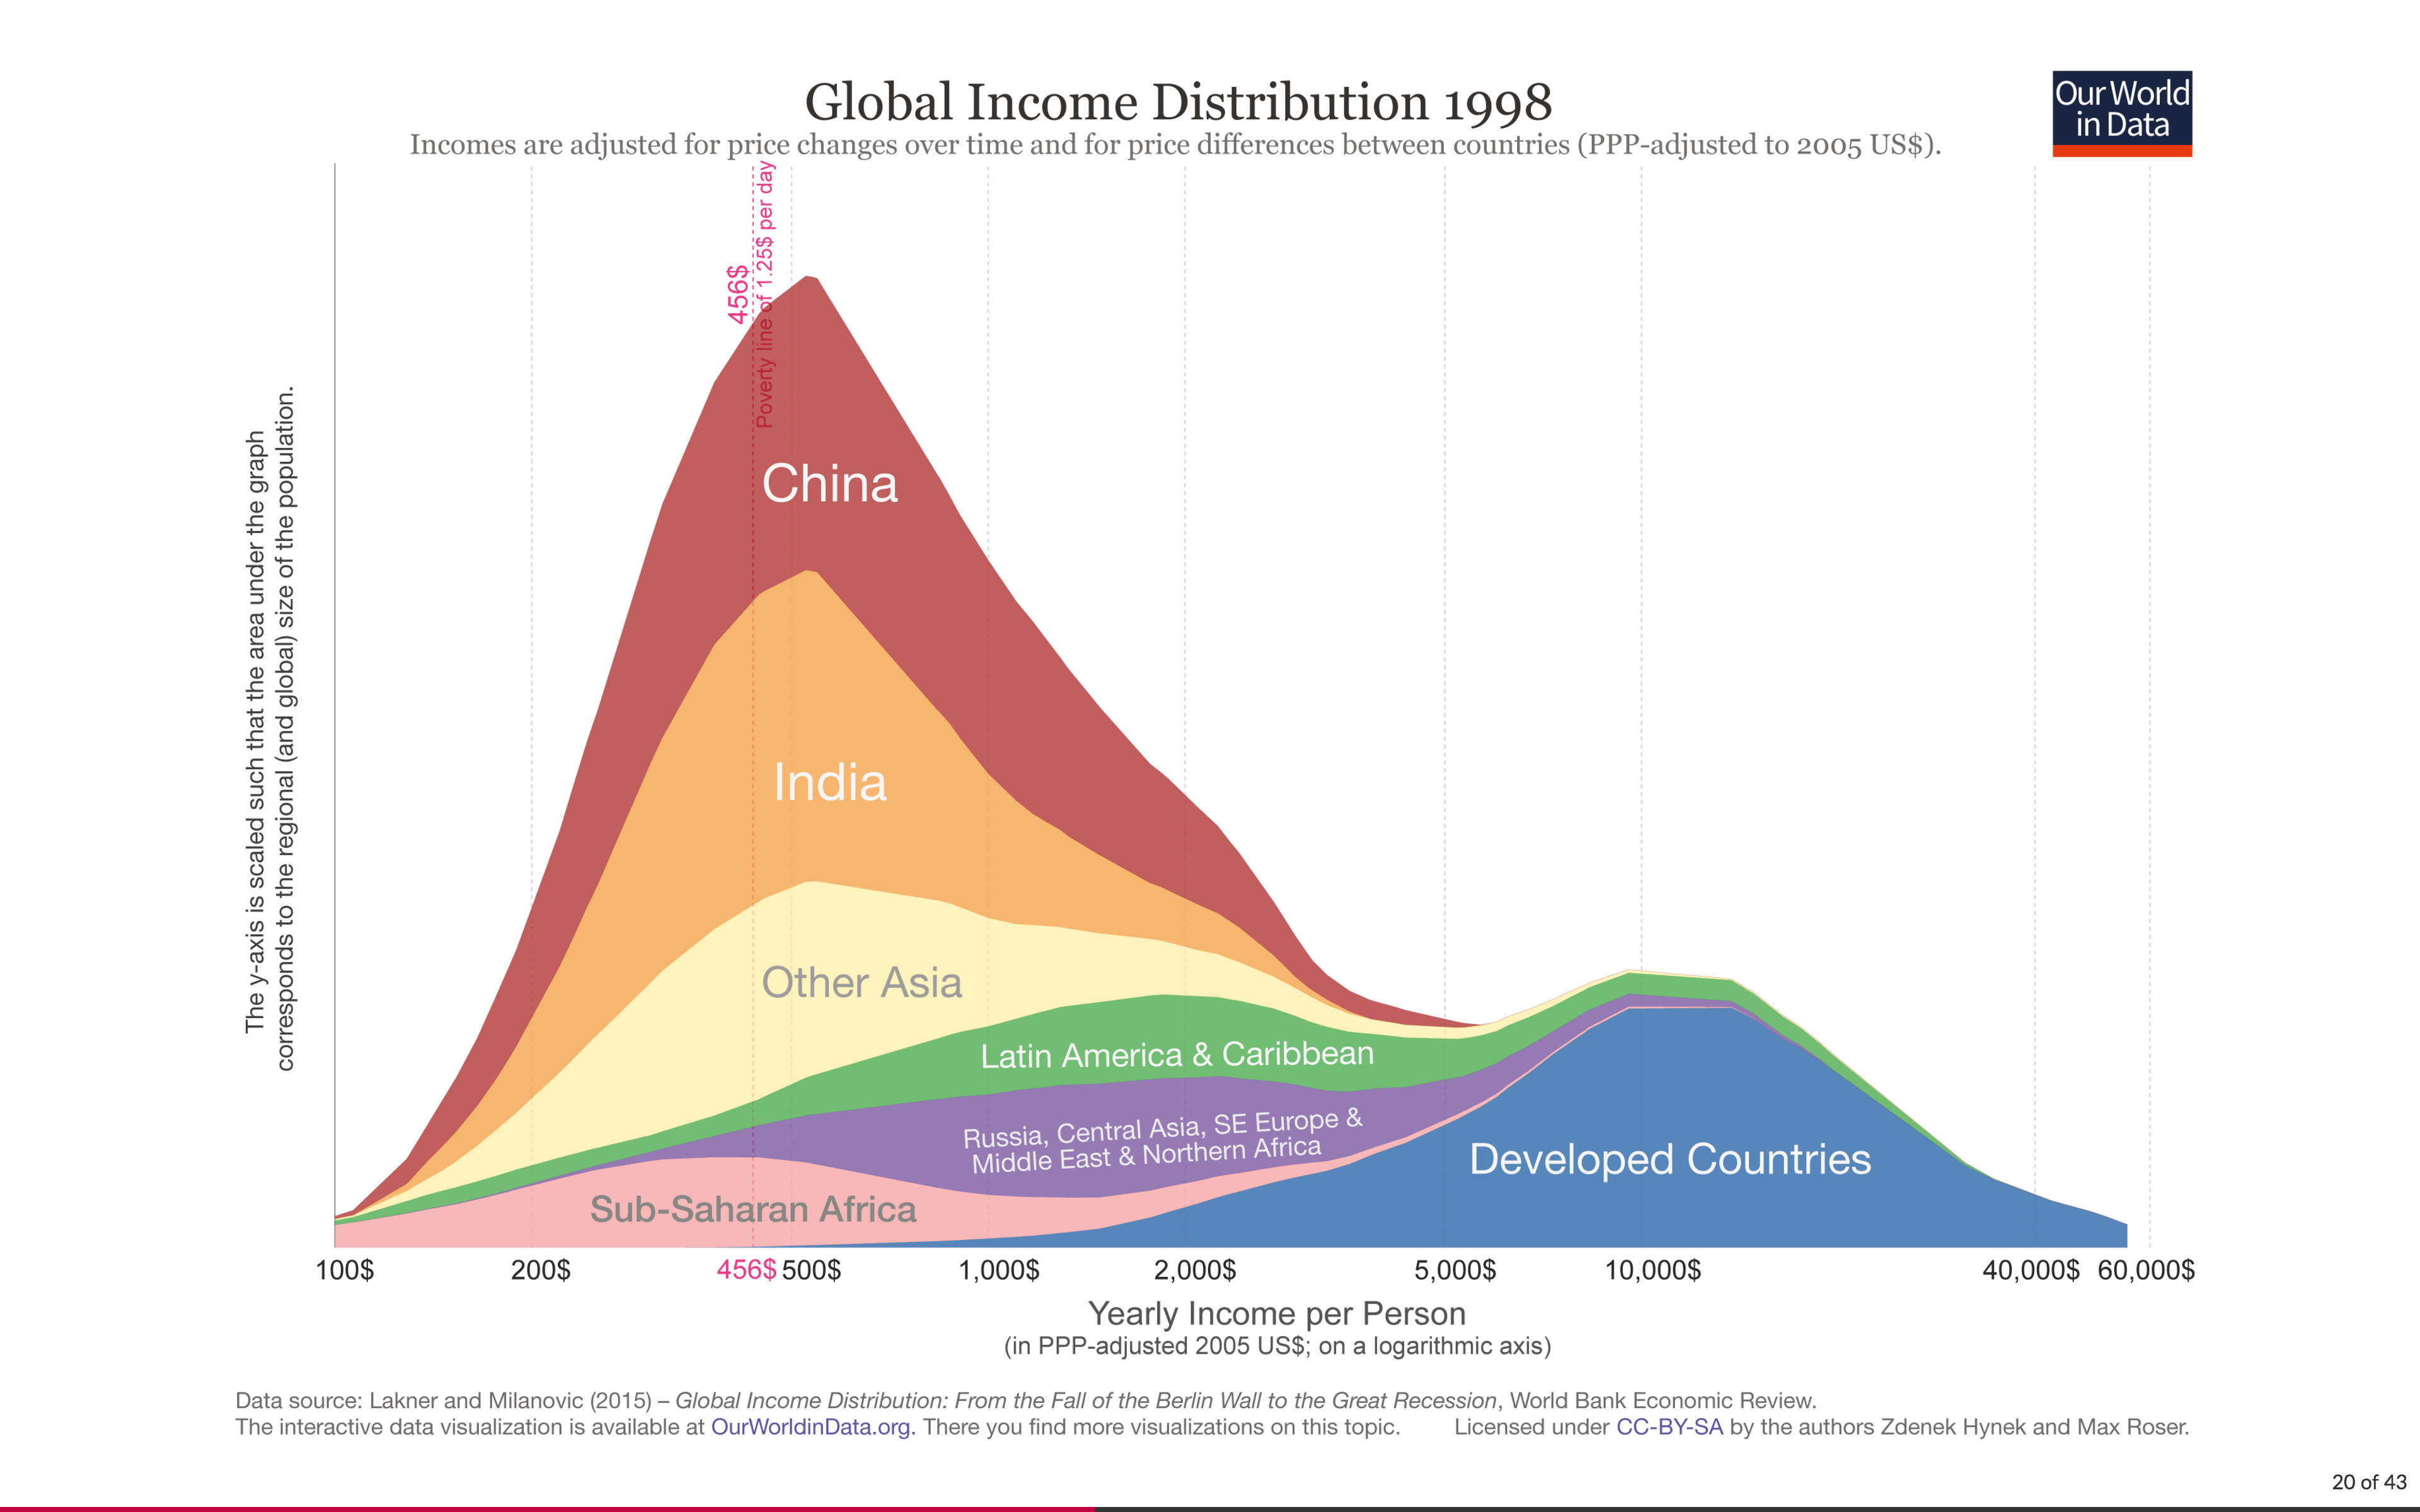 Global Income Distribution 1998
Incomes are adjusted for price changes over time and for price differences between countries (PPP-adjusted to 2005 US$).
Our World
in Data
The y-axis is scaled such that the area under the graph
corresponds to the regional (and global) size of the population.
456$
Poverty line of 1.25$ per day
China
India
Other Asia
Latin America & Caribbean
Russia, Central Asia, SE Europe &
Middle East & Northern Africa
Sub-Saharan Africa
Developed Countries
100$ 200$ 456$ 500$ 1,000$ 2,000$ 5,000$ 10,000$ 40,000$ 60,000$
Yearly Income per Person
(in PPP-adjusted 2005 US$; on a logarithmic axis)
Data source: Lakner and Milanovic (2015) – Global Income Distribution: From the Fall of the Berlin Wall to the Great Recession, World Bank Economic Review.
The interactive data visualization is available at OurWorldinData.org. There you find more visualizations on this topic. Licensed under CC-BY-SA by the authors Zdenek Hynek and Max Roser.
20 of 43